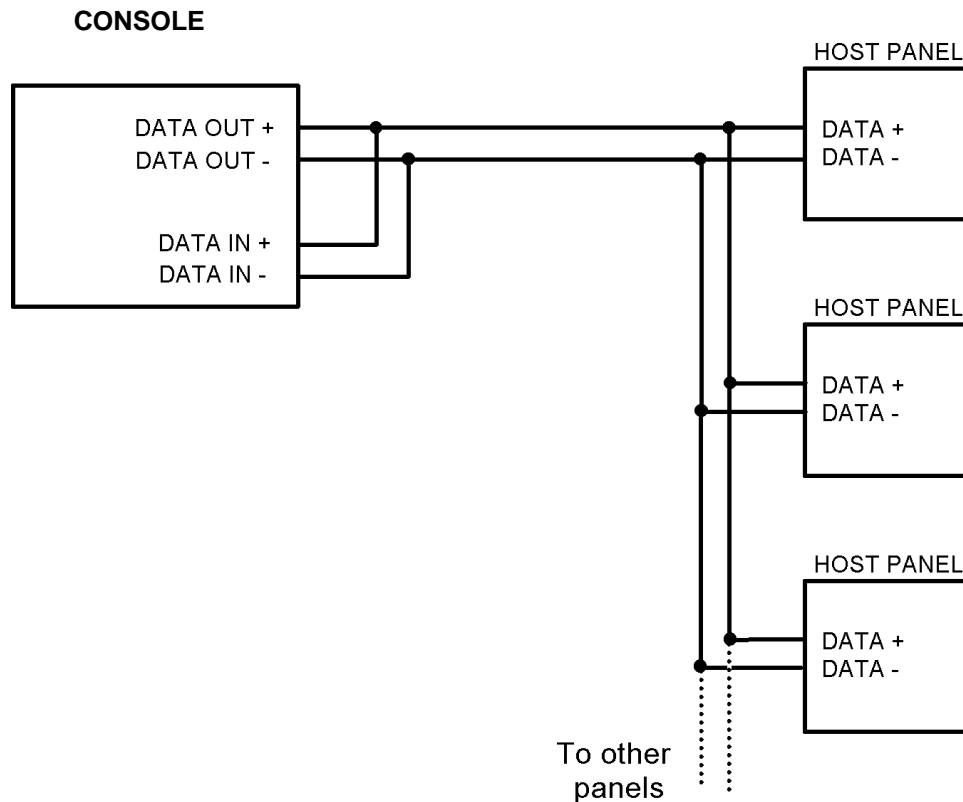 CONSOLE
HOST PANEL
DATA OUT +
DATA OUT -
DATA IN +
DATA IN -
DATA +
DATA -
HOST PANEL
DATA +
DATA -
HOST PANEL
DATA +
DATA -
To other
panels